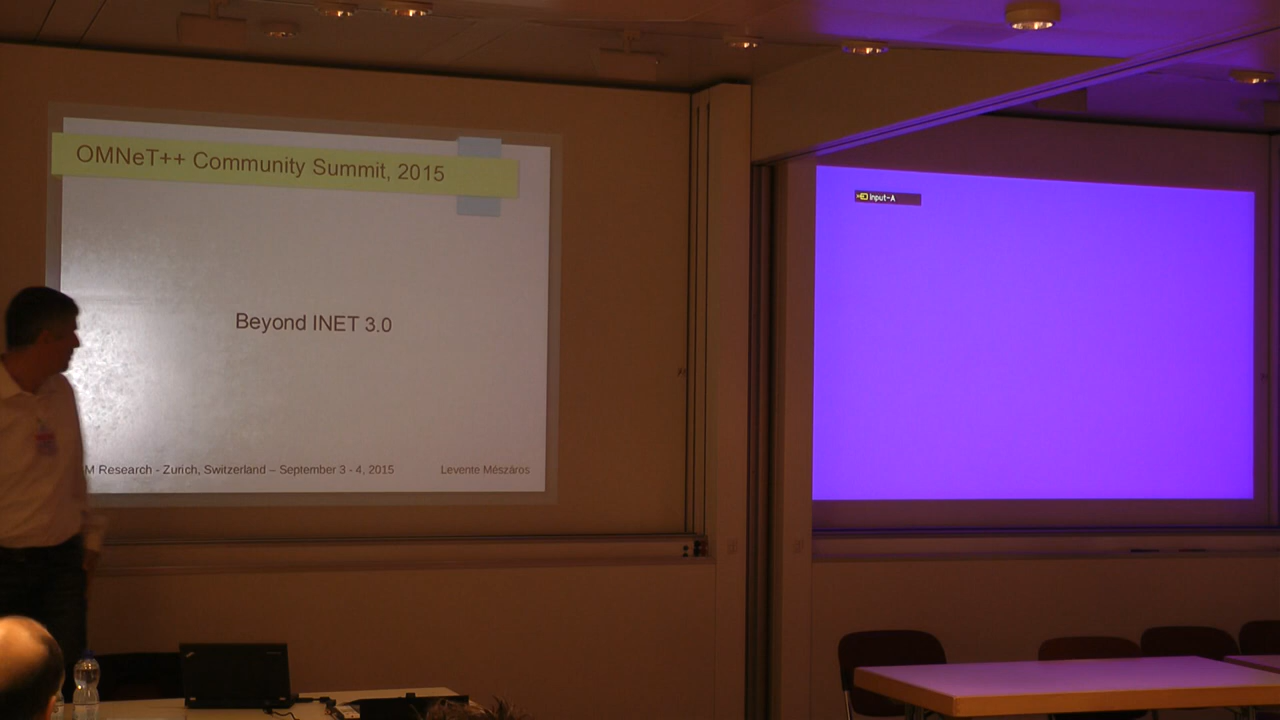 OMNeT++ Community Summit, 2015
Beyond INET 3.0
M Research - Zurich, Switzerland – September 3 - 4, 2015
Levente Mészáros
Input-A